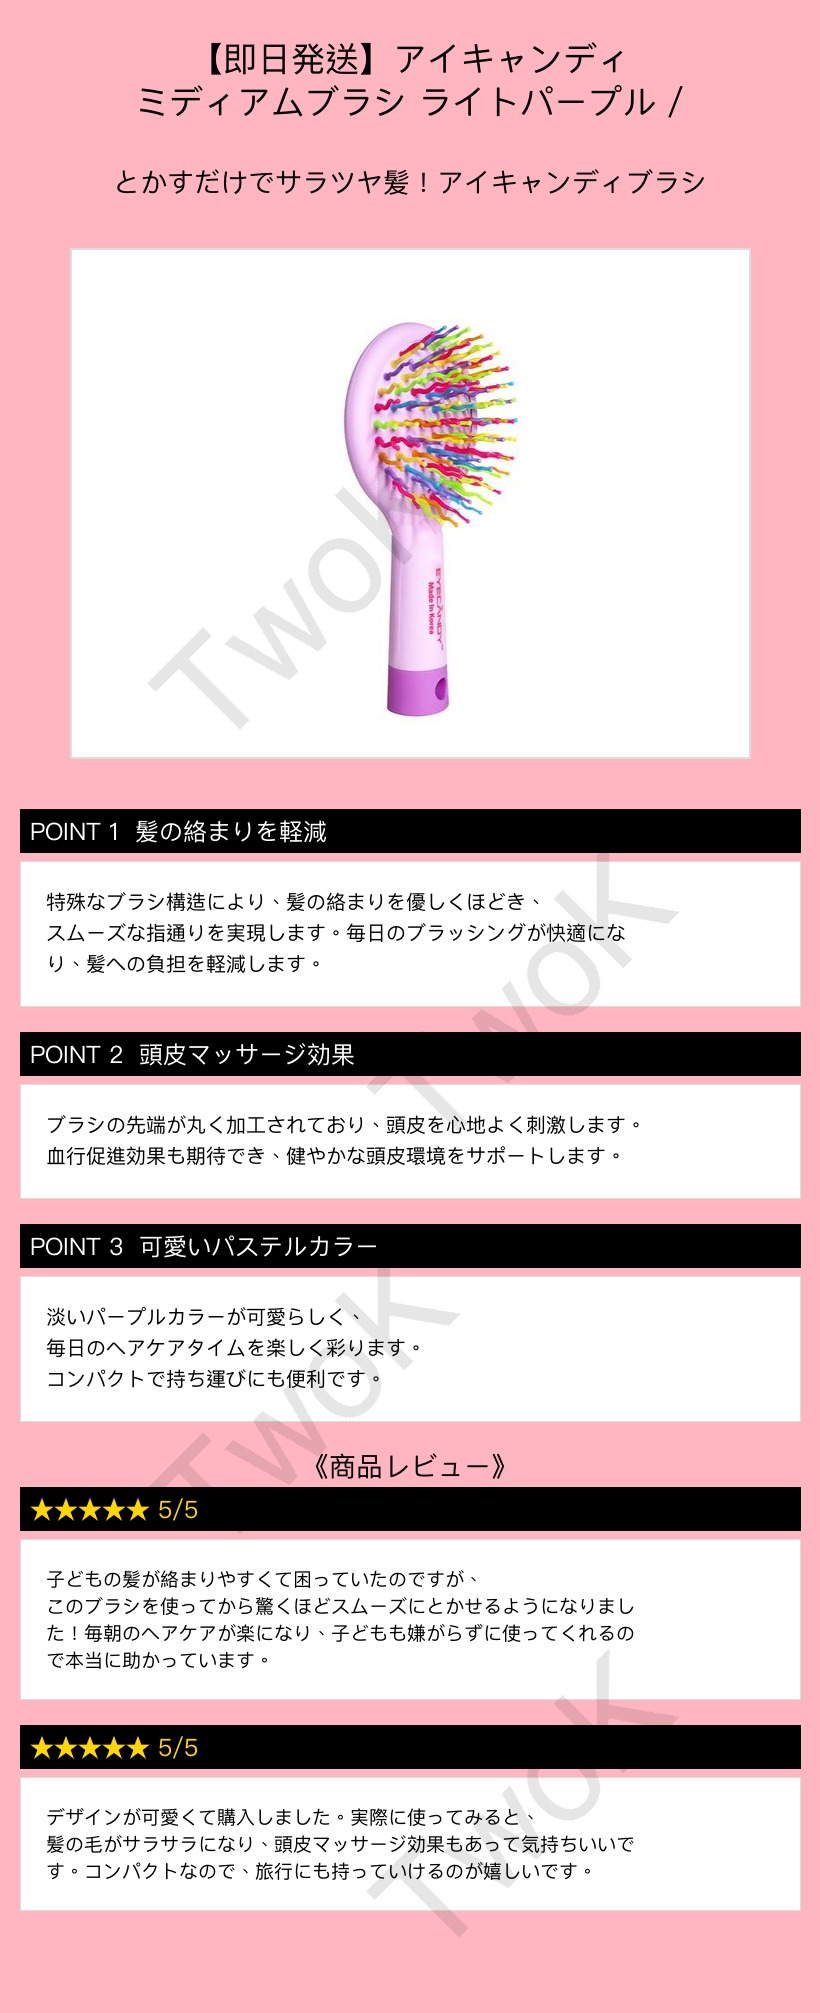 【即日発送】アイキャンディ
ミディアムブラシ ライトパープル /
とかすだけでサラツヤ髪！アイキャンディブラシ
EYECANDY
Made In Korea
TwoK
POINT 1 髪の絡まりを軽減
特殊なブラシ構造により、髪の絡まりを優しくほどき、
スムーズな指通りを実現します。毎日のブラッシングが快適にな
り、髪への負担を軽減します。
TwoK
POINT 2 頭皮マッサージ効果
ブラシの先端が丸く加工されており、頭皮を心地よく刺激します。
血行促進効果も期待でき、健やかな頭皮環境をサポートします。
POINT 3 可愛いパステルカラー
淡いパープルカラーが可愛らしく、
毎日のヘアケアタイムを楽しく彩ります。
コンパクトで持ち運びにも便利です。
TwoK
《商品レビュー》
★★★★★ 5/5
子どもの髪が絡まりやすくて困っていたのですが、
このブラシを使ってから驚くほどスムーズにとかせるようになりまし
た！毎朝のヘアケアが楽になり、子どもも嫌がらずに使ってくれるの
で本当に助かっています。
★★★★★ 5/5
デザインが可愛くて購入しました。実際に使ってみると、
髪の毛がサラサラになり、頭皮マッサージ効果もあって気持ちいいで
す。コンパクトなので、旅行にも持っていけるのが嬉しいです。
TwoK